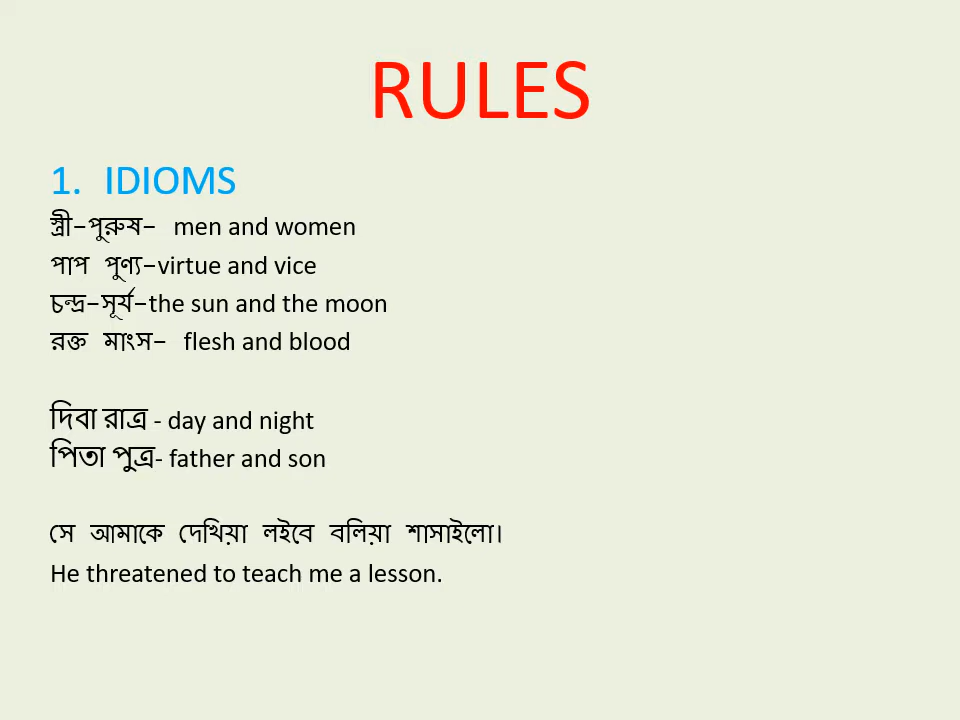 RULES
1. IDIOMS
স্ত্রী-পুরুষ- men and women
পাপ পুণ্য-virtue and vice
চন্দ্র-সূর্য-the sun and the moon
রক্ত মাংস- flesh and blood
দিবা রাত্র - day and night
পিতা পুত্র- father and son
সে আমাকে দেখিয়া লইবে বলিয়া শাসাইলো।
He threatened to teach me a lesson.